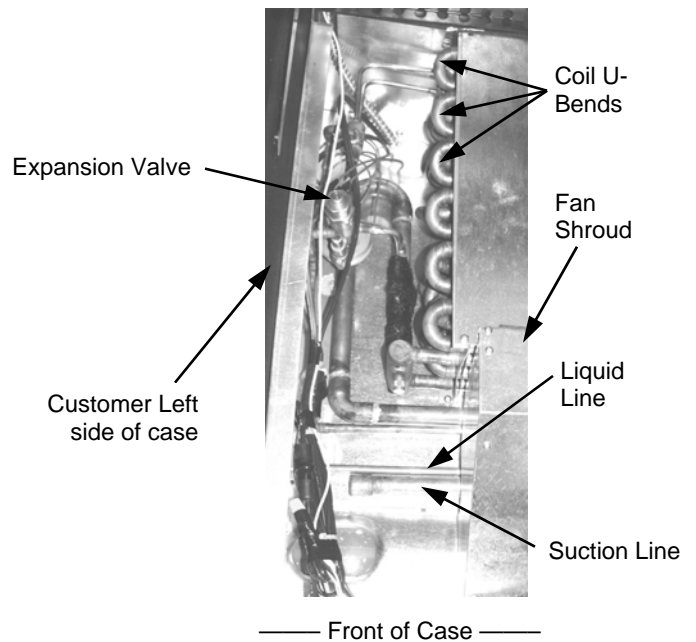 Coil U-
Bends
Expansion Valve
Fan
Shroud
Liquid
Line
Customer Left
side of case
Suction Line
Front of Case